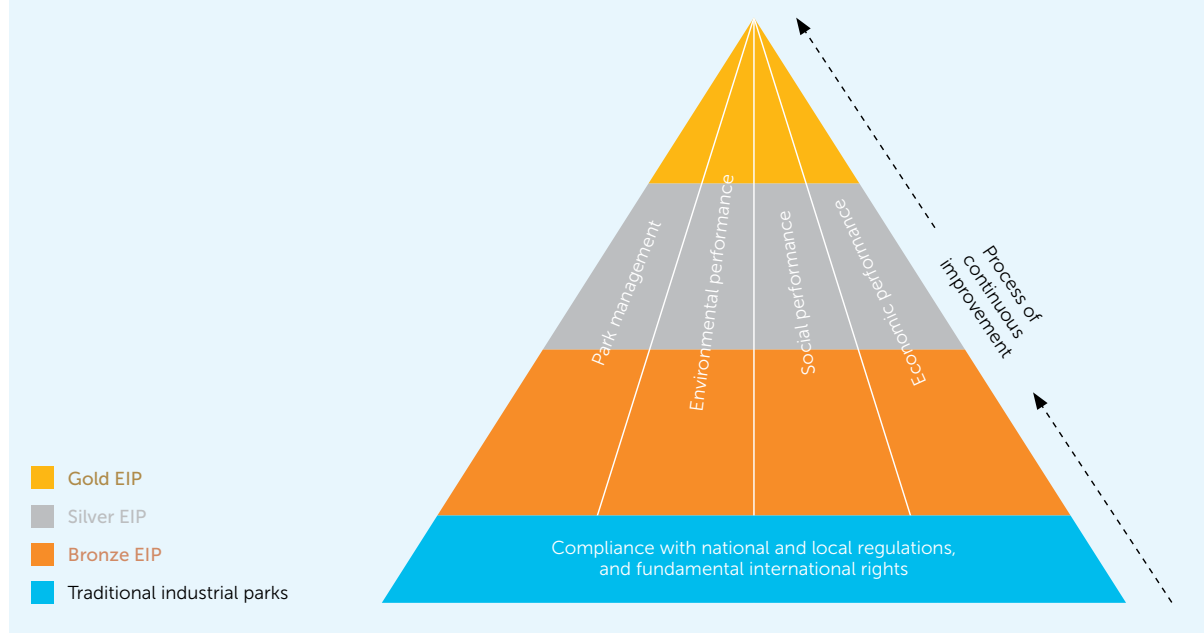 Park management
Environmental performance
Social performance
Economic performance
Process of
continuous
improvement
Gold EIP
Silver EIP
Bronze EIP
Traditional industrial parks
Compliance with national and local regulations,
and fundamental international rights